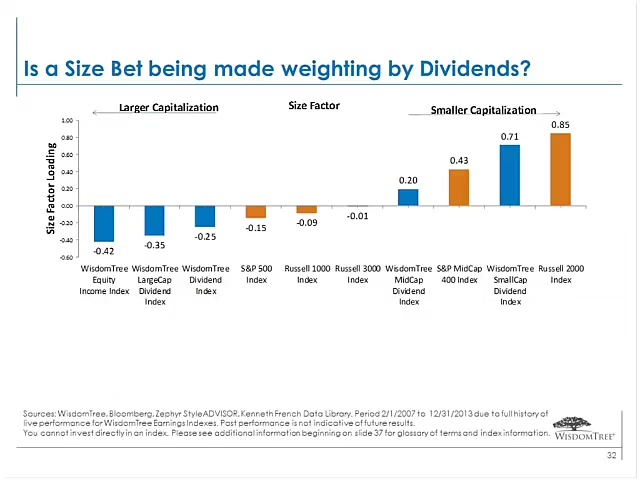 Is a Size Bet being made weighting by Dividends?
Larger Capitalization
Size Factor
Smaller Capitalization
Size Factor Loading
1.00
0.80
0.60
0.40
0.20
0.00
-0.20
-0.40
-0.60
-0.42
-0.35
-0.25
-0.15
-0.09
-0.01
0.20
0.43
0.71
0.85
WisdomTree
Equity
Income Index
WisdomTree
LargeCap
Dividend
Index
WisdomTree
Dividend
Index
S&P 500
Index
Russell 1000
Index
Russell 3000
Index
WisdomTree
MidCap
Dividend
Index
S&P MidCap
400 Index
WisdomTree
SmallCap
Dividend
Index
Russell 2000
Index
Sources: WisdomTree, Bloomberg, Zephyr StyleADVISOR, Kenneth French Data Library. Period 2/1/2007 to 12/31/2013 due to full history of
live performance for WisdomTree Earnings Indexes. Past performance is not indicative of future results.
You cannot invest directly in an index. Please see additional information beginning on slide 37 for glossary of terms and index information.
WISDOMTREE®
32